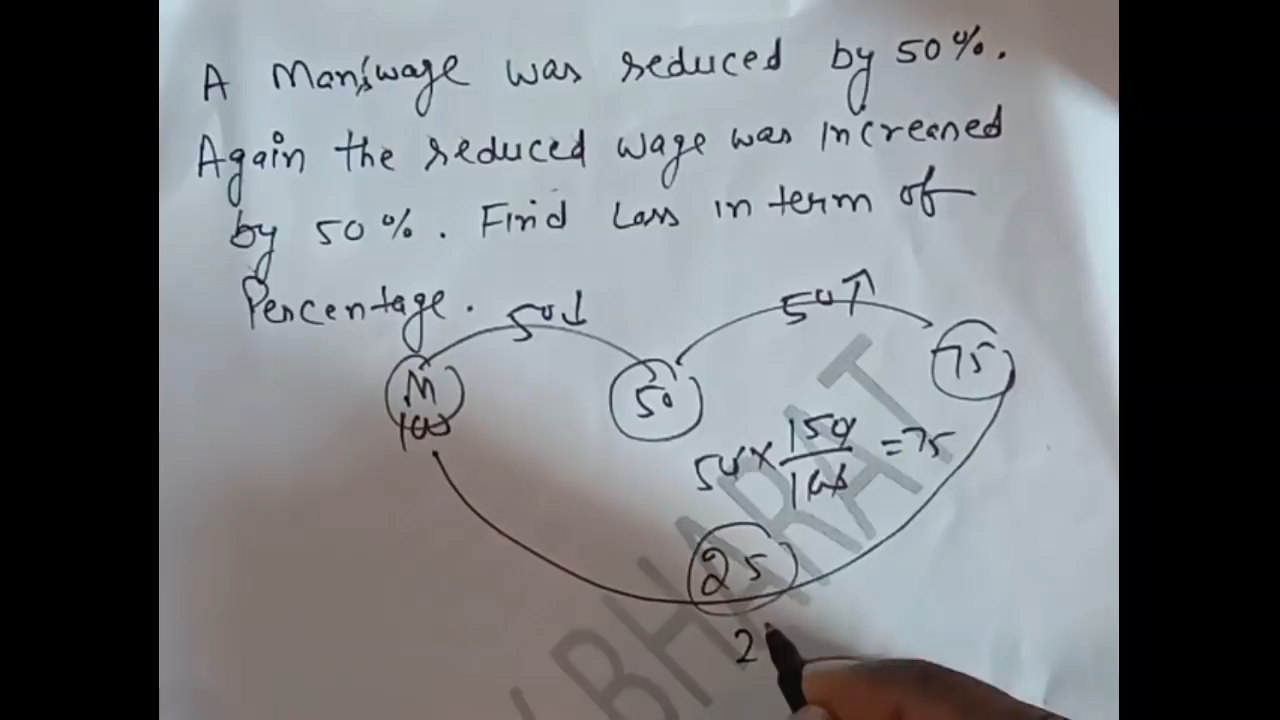 A Man's wage was reduced by 50%.
Again the reduced wage was increased
by 50%. Find Loss in term of
Percentage.
50↓
50↑
M
100
50
75
50 × 150/100 = 75
25
2
BHARAT